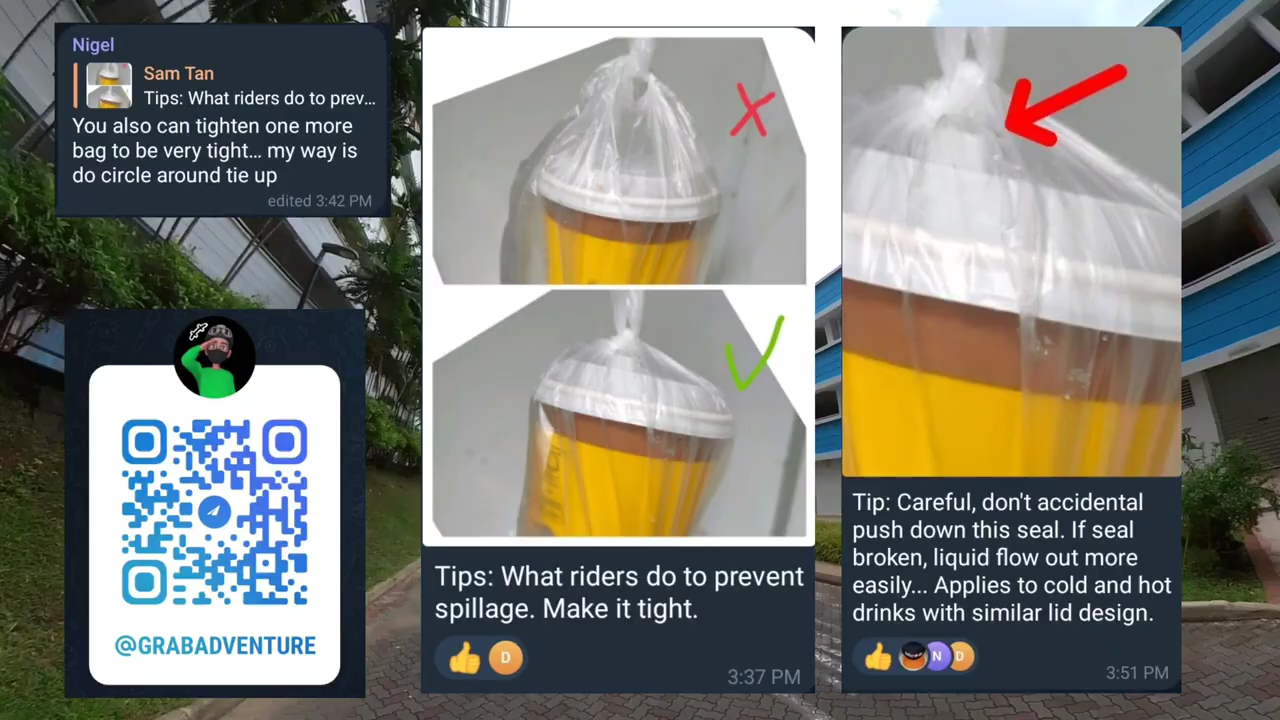 Nigel
Sam Tan
Tips: What riders do to prev...
You also can tighten one more
bag to be very tight... my way is
do circle around tie up
edited 3:42 PM
@GRABADVENTURE
Tips: What riders do to prevent
spillage. Make it tight.
D
3:37 PM
Tip: Careful, don't accidental
push down this seal. If seal
broken, liquid flow out more
easily... Applies to cold and hot
drinks with similar lid design.
N D
3:51 PM